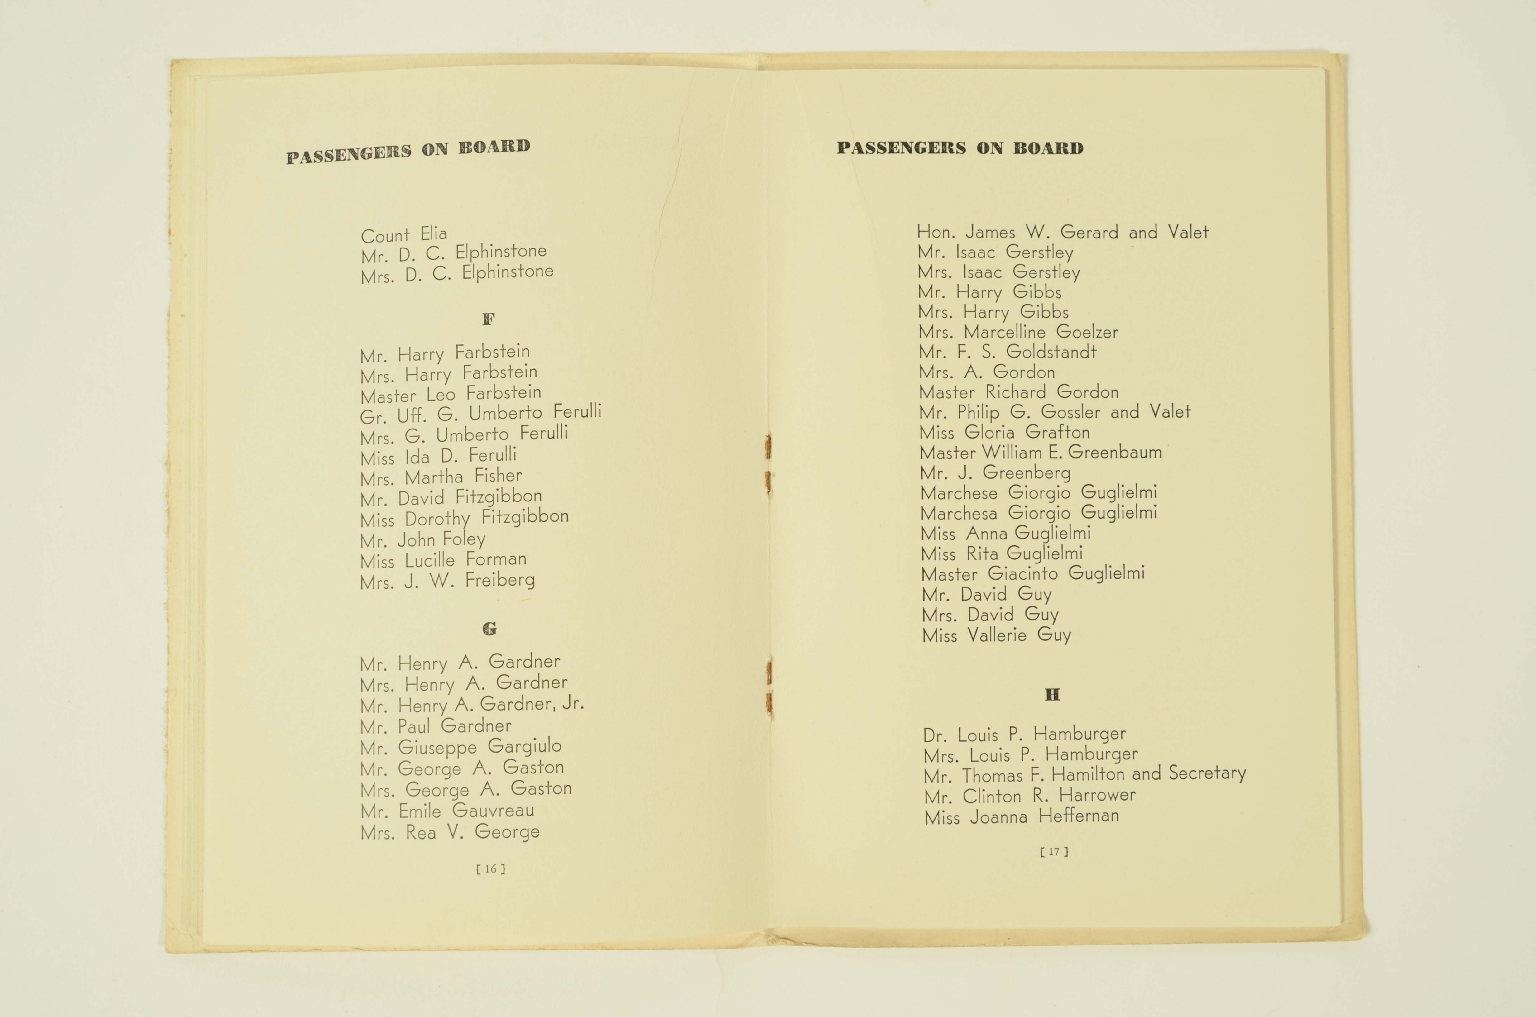 PASSENGERS ON BOARD
Count Elia
Mr. D. C. Elphinstone
Mrs. D. C. Elphinstone
F
Mr. Harry Farbstein
Mrs. Harry Farbstein
Master Leo Farbstein
Gr. Uff. G. Umberto Ferulli
Mrs. G. Umberto Ferulli
Miss Ida D. Ferulli
Mrs. Martha Fisher
Mr. David Fitzgibbon
Miss Dorothy Fitzgibbon
Mr. John Foley
Miss Lucille Forman
Mrs. J. W. Freiberg
G
Mr. Henry A. Gardner
Mrs. Henry A. Gardner
Mr. Henry A. Gardner, Jr.
Mr. Paul Gardner
Mr. Giuseppe Gargiulo
Mr. George A. Gaston
Mrs. George A. Gaston
Mr. Emile Gauvreau
Mrs. Rea V. George
[ 16 ]
PASSENGERS ON BOARD
Hon. James W. Gerard and Valet
Mr. Isaac Gerstley
Mrs. Isaac Gerstley
Mr. Harry Gibbs
Mrs. Harry Gibbs
Mrs. Marcelline Goelzer
Mr. F. S. Goldstandt
Mrs. A. Gordon
Master Richard Gordon
Mr. Philip G. Gossler and Valet
Miss Gloria Grafton
Master William E. Greenbaum
Mr. J. Greenberg
Marchese Giorgio Guglielmi
Marchesa Giorgio Guglielmi
Miss Anna Guglielmi
Miss Rita Guglielmi
Master Giacinto Guglielmi
Mr. David Guy
Mrs. David Guy
Miss Vallerie Guy
H
Dr. Louis P. Hamburger
Mrs. Louis P. Hamburger
Mr. Thomas F. Hamilton and Secretary
Mr. Clinton R. Harrower
Miss Joanna Heffernan
[ 17 ]